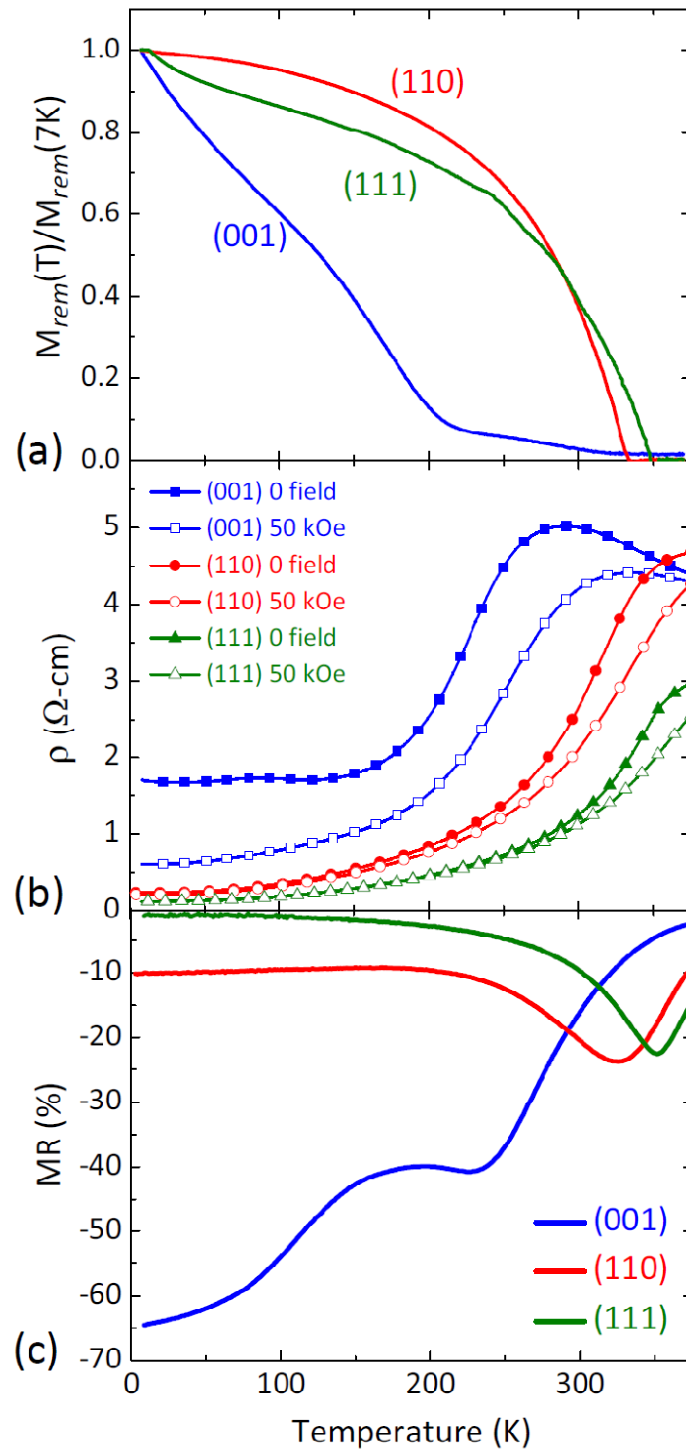 1.0
0.8
0.6
0.4
0.2
0.0
M_rem(T)/M_rem(7K)
(110)
(111)
(001)
(a)
(001) 0 field
(001) 50 kOe
(110) 0 field
(110) 50 kOe
(111) 0 field
(111) 50 kOe
5
4
3
2
1
0
ρ (Ω-cm)
(b)
-10
-20
-30
-40
-50
-60
-70
MR (%)
(001)
(110)
(111)
(c)
0 100 200 300
Temperature (K)